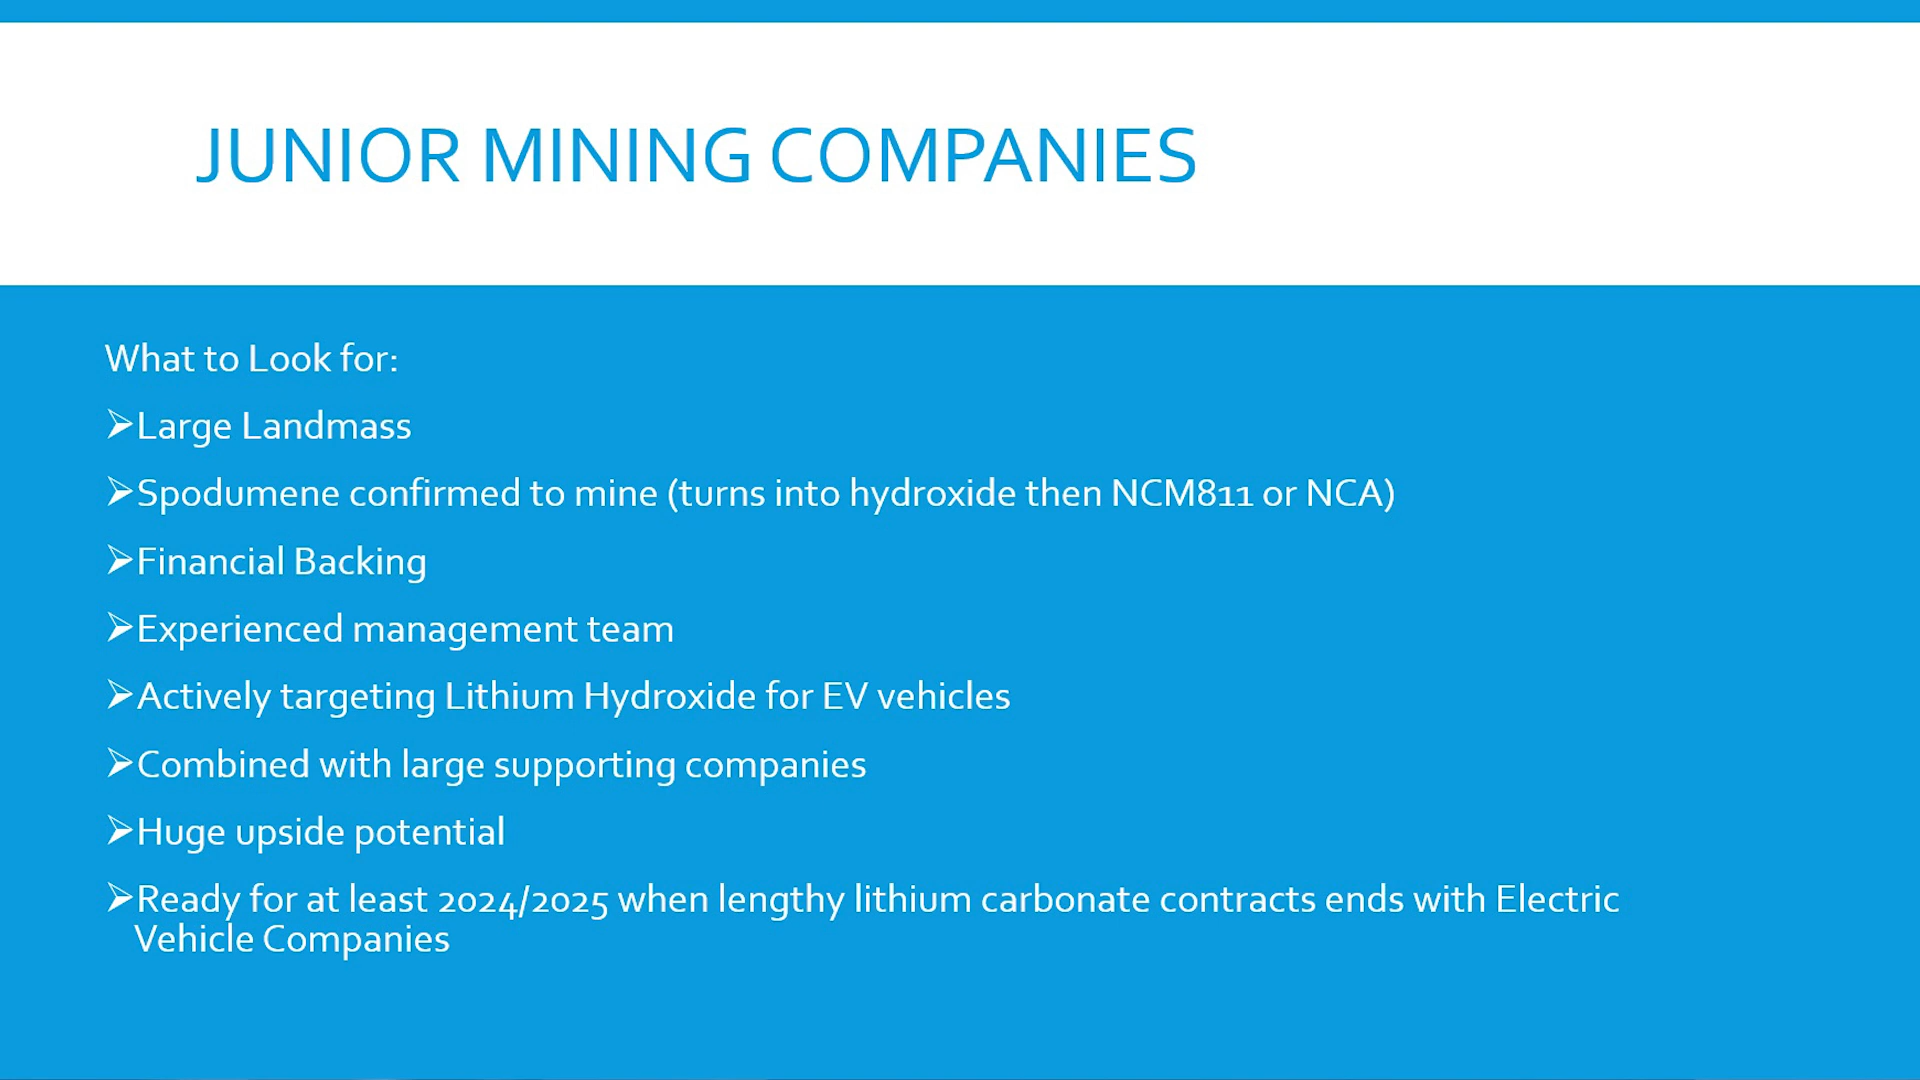 JUNIOR MINING COMPANIES
What to Look for:
➢Large Landmass
➢Spodumene confirmed to mine (turns into hydroxide then NCM811 or NCA)
➢Financial Backing
➢Experienced management team
➢Actively targeting Lithium Hydroxide for EV vehicles
➢Combined with large supporting companies
➢Huge upside potential
➢Ready for at least 2024/2025 when lengthy lithium carbonate contracts ends with Electric
Vehicle Companies